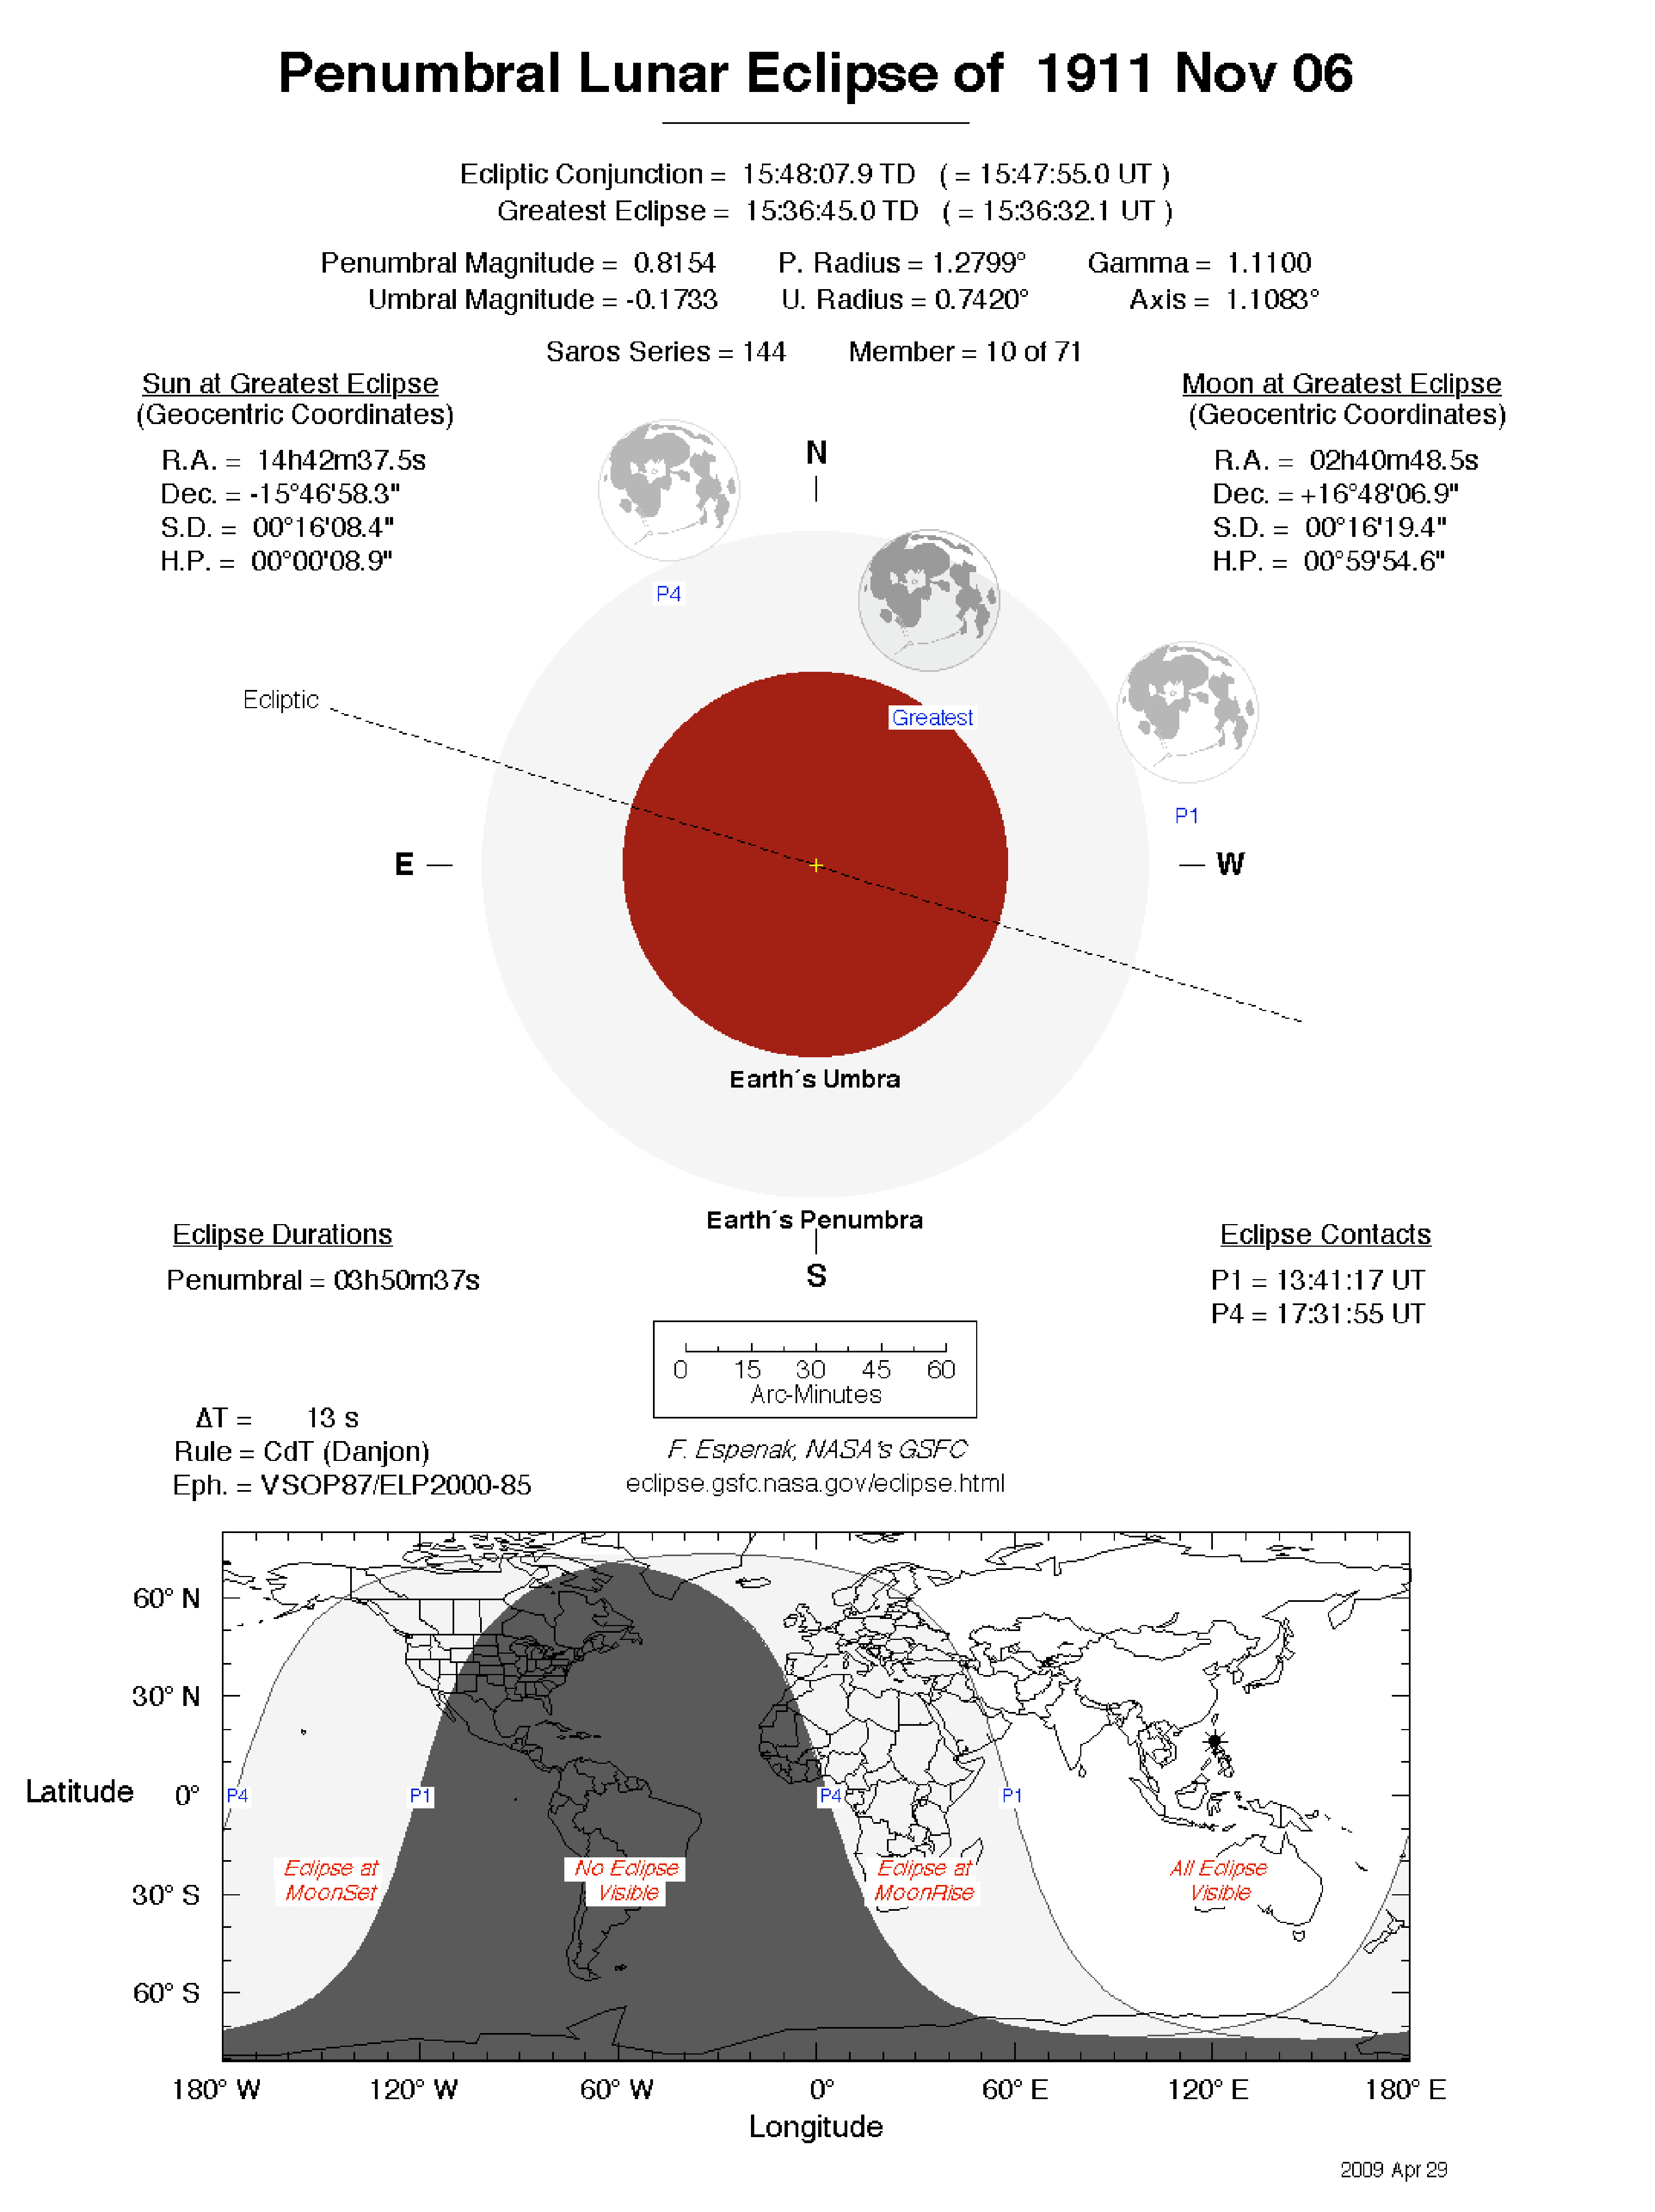 Penumbral Lunar Eclipse of 1911 Nov 06
Ecliptic Conjunction = 15:48:07.9 TD ( = 15:47:55.0 UT )
Greatest Eclipse = 15:36:45.0 TD ( = 15:36:32.1 UT )
Penumbral Magnitude = 0.8154 P. Radius = 1.2799° Gamma = 1.1100
Umbral Magnitude = -0.1733 U. Radius = 0.7420° Axis = 1.1083°
Saros Series = 144 Member = 10 of 71
Sun at Greatest Eclipse
(Geocentric Coordinates)
R.A. = 14h42m37.5s
Dec. = -15°46'58.3"
S.D. = 00°16'08.4"
H.P. = 00°00'08.9"
Moon at Greatest Eclipse
(Geocentric Coordinates)
R.A. = 02h40m48.5s
Dec. = +16°48'06.9"
S.D. = 00°16'19.4"
H.P. = 00°59'54.6"
N
P4
Ecliptic
Greatest
P1
E
W
Earth´s Umbra
Earth´s Penumbra
S
Eclipse Durations
Penumbral = 03h50m37s
Eclipse Contacts
P1 = 13:41:17 UT
P4 = 17:31:55 UT
0 15 30 45 60
Arc-Minutes
ΔT = 13 s
Rule = CdT (Danjon)
Eph. = VSOP87/ELP2000-85
F. Espenak, NASA's GSFC
eclipse.gsfc.nasa.gov/eclipse.html
60° N
30° N
Latitude 0°
30° S
60° S
P4 P1 P4 P1
Eclipse at
MoonSet
No Eclipse
Visible
Eclipse at
MoonRise
All Eclipse
Visible
180° W 120° W 60° W 0° 60° E 120° E 180° E
Longitude
2009 Apr 29